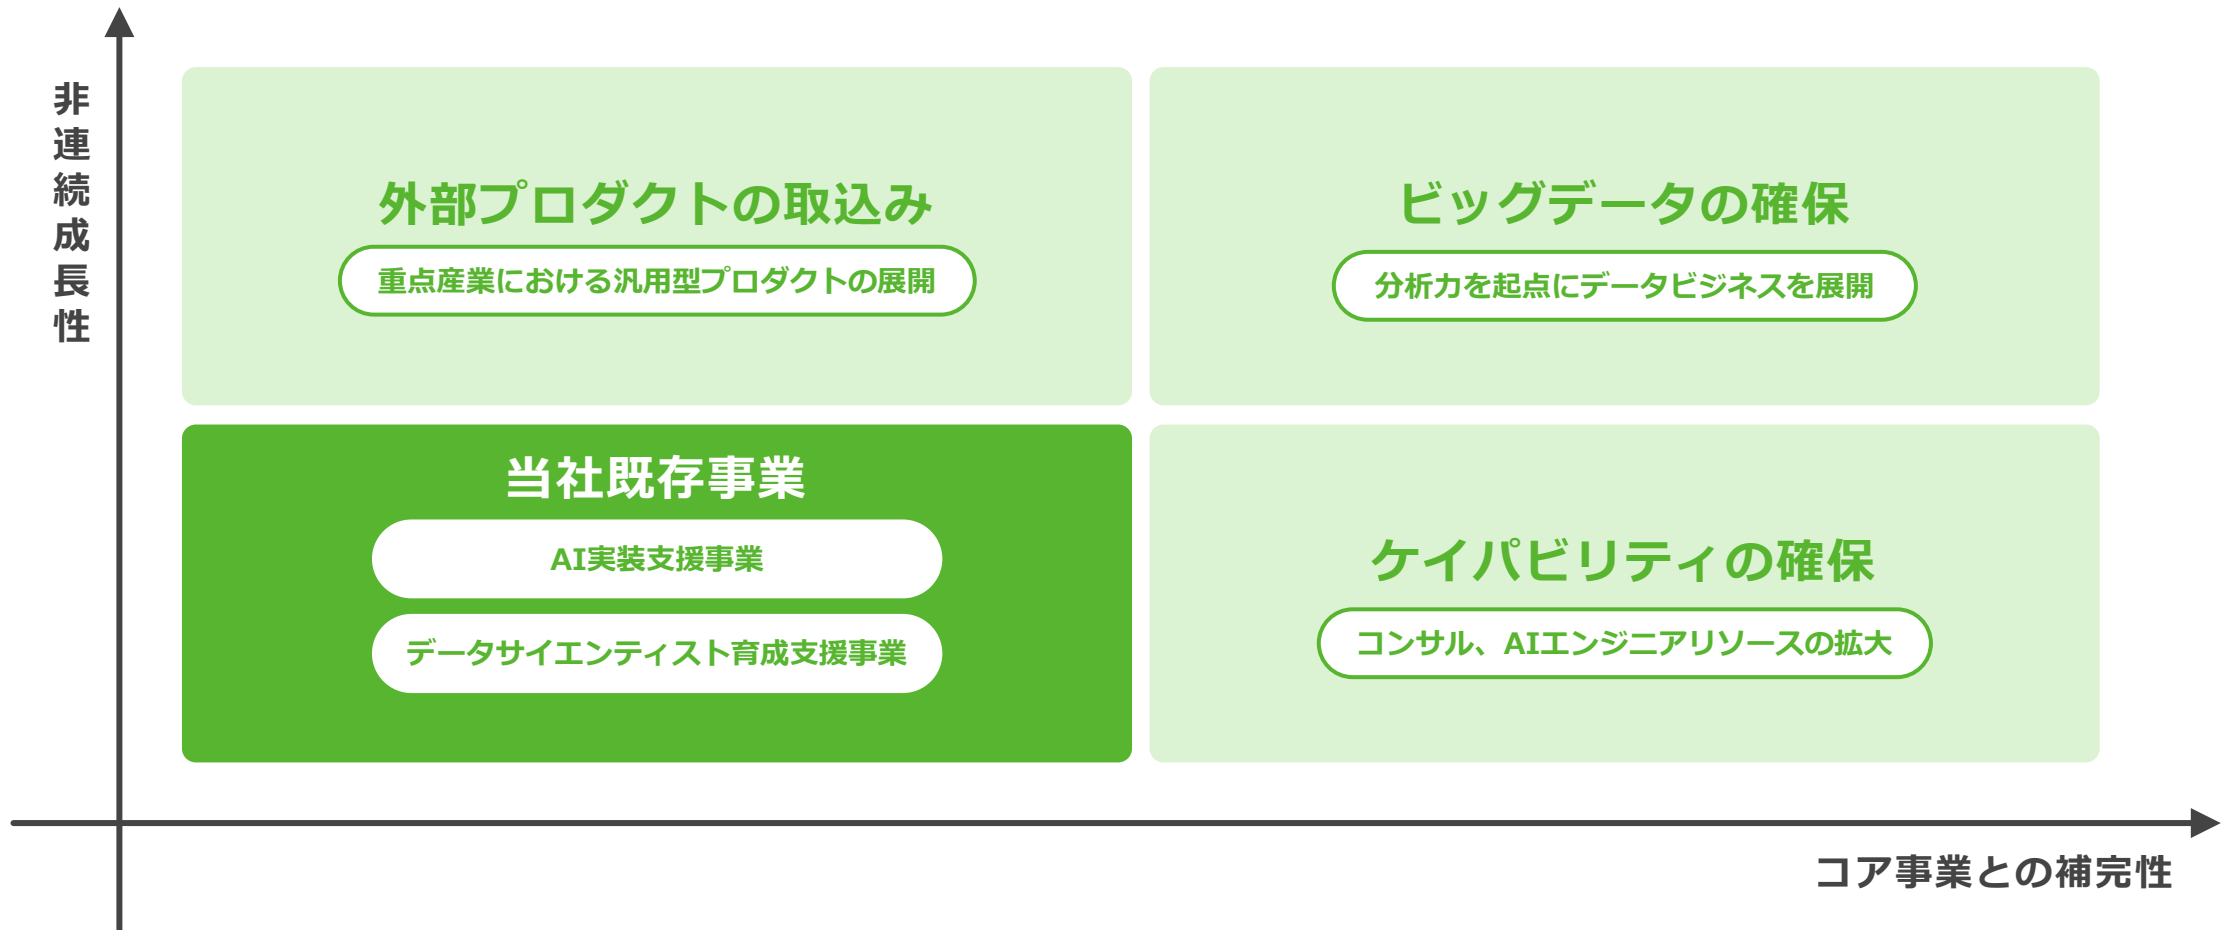 非連続成長性
外部プロダクトの取込み
重点産業における汎用型プロダクトの展開
ビッグデータの確保
分析力を起点にデータビジネスを展開
当社既存事業
AI実装支援事業
データサイエンティスト育成支援事業
ケイパビリティの確保
コンサル、AIエンジニアリソースの拡大
コア事業との補完性